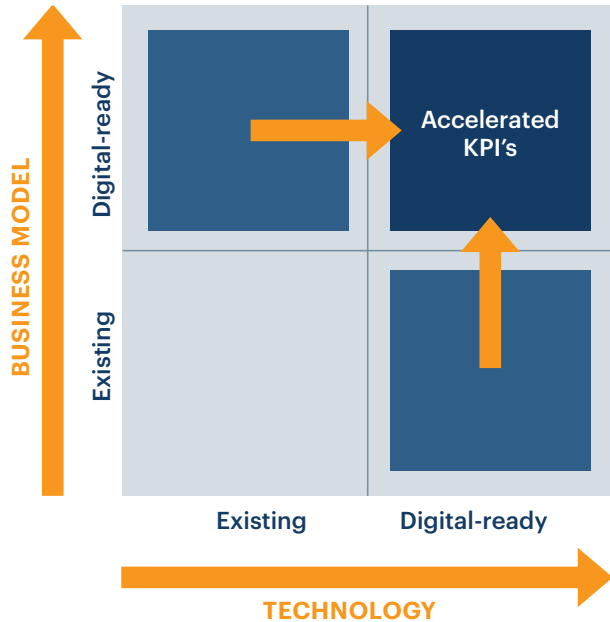 BUSINESS MODEL
Digital-ready
Existing
Accelerated
KPI's
Existing
Digital-ready
TECHNOLOGY